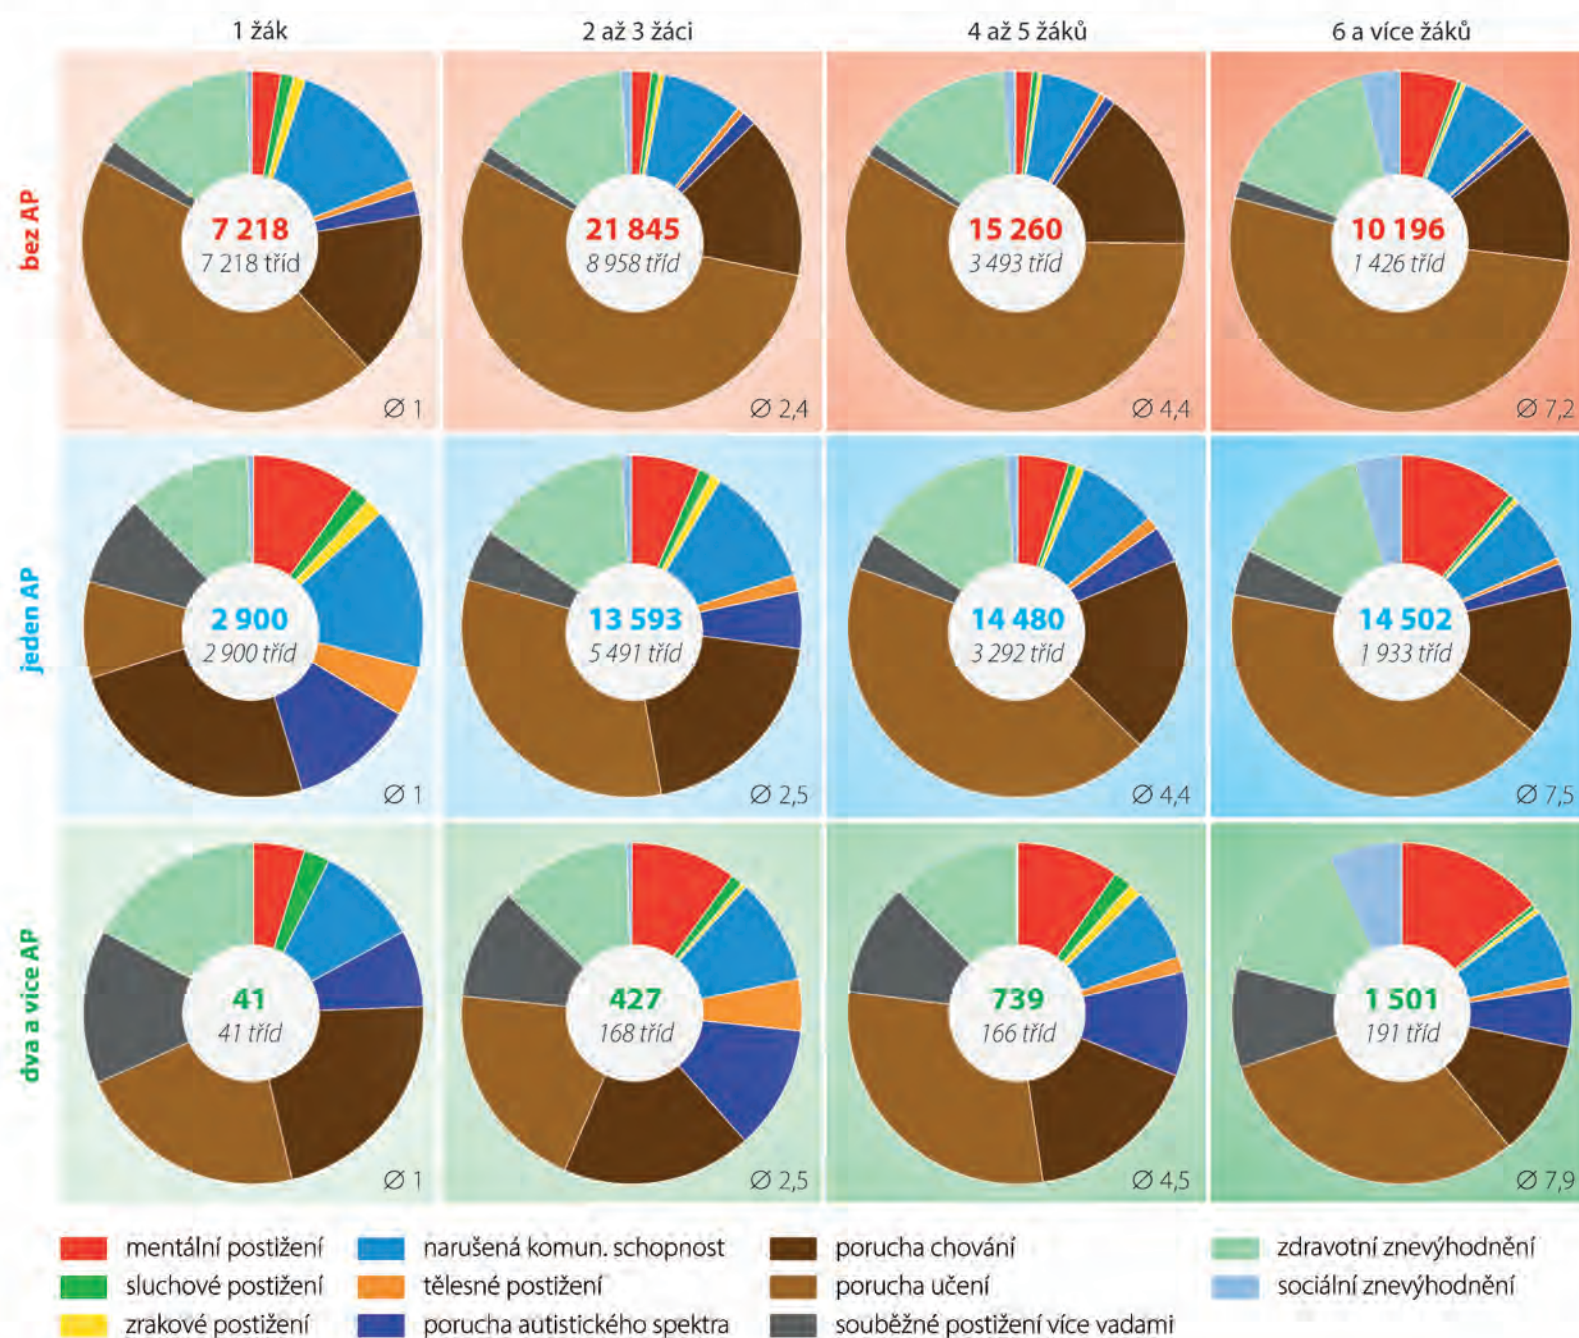 1 žák
2 až 3 žáci
4 až 5 žáků
6 a více žáků
bez AP
7 218
7 218 tříd
Ø 1
21 845
8 958 tříd
Ø 2,4
15 260
3 493 tříd
Ø 4,4
10 196
1 426 tříd
Ø 7,2
jeden AP
2 900
2 900 tříd
Ø 1
13 593
5 491 tříd
Ø 2,5
14 480
3 292 tříd
Ø 4,4
14 502
1 933 tříd
Ø 7,5
dva a více AP
41
41 tříd
Ø 1
427
168 tříd
Ø 2,5
739
166 tříd
Ø 4,5
1 501
191 tříd
Ø 7,9
mentální postižení
sluchové postižení
zrakové postižení
narušená komun. schopnost
tělesné postižení
porucha autistického spektra
porucha chování
porucha učení
souběžné postižení více vadami
zdravotní znevýhodnění
sociální znevýhodnění